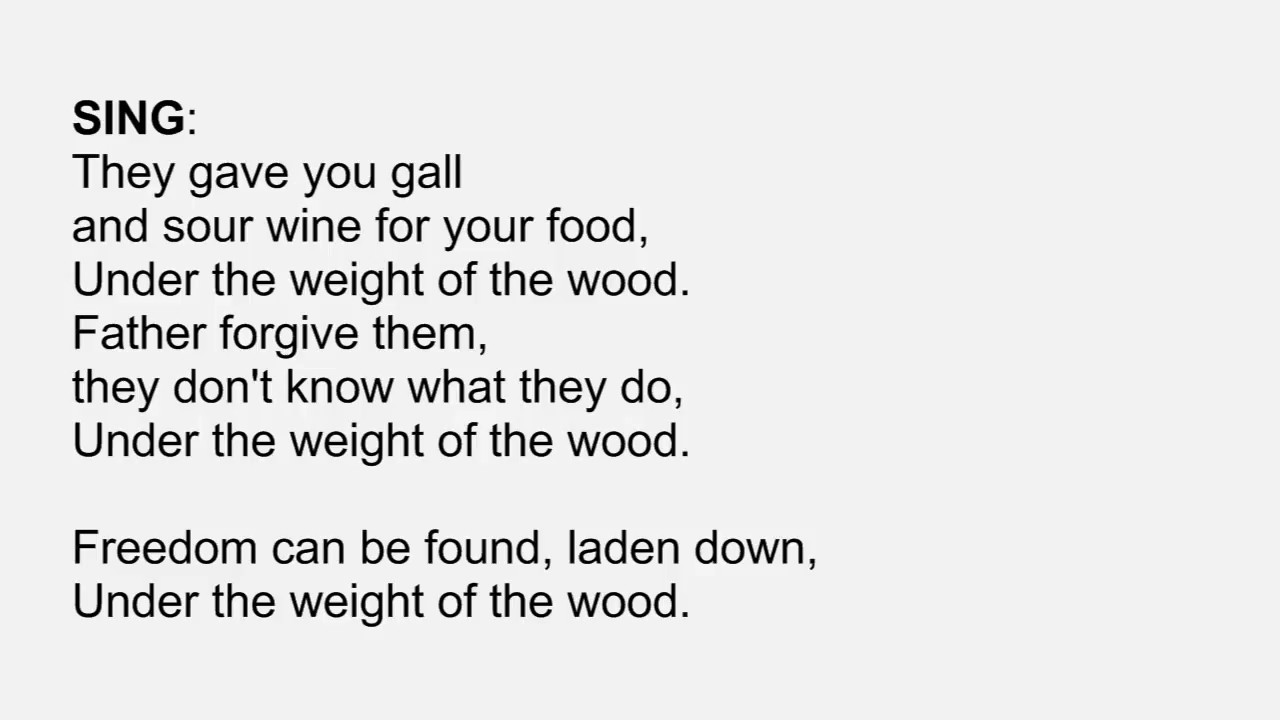 SING:
They gave you gall
and sour wine for your food,
Under the weight of the wood.
Father forgive them,
they don't know what they do,
Under the weight of the wood.
Freedom can be found, laden down,
Under the weight of the wood.